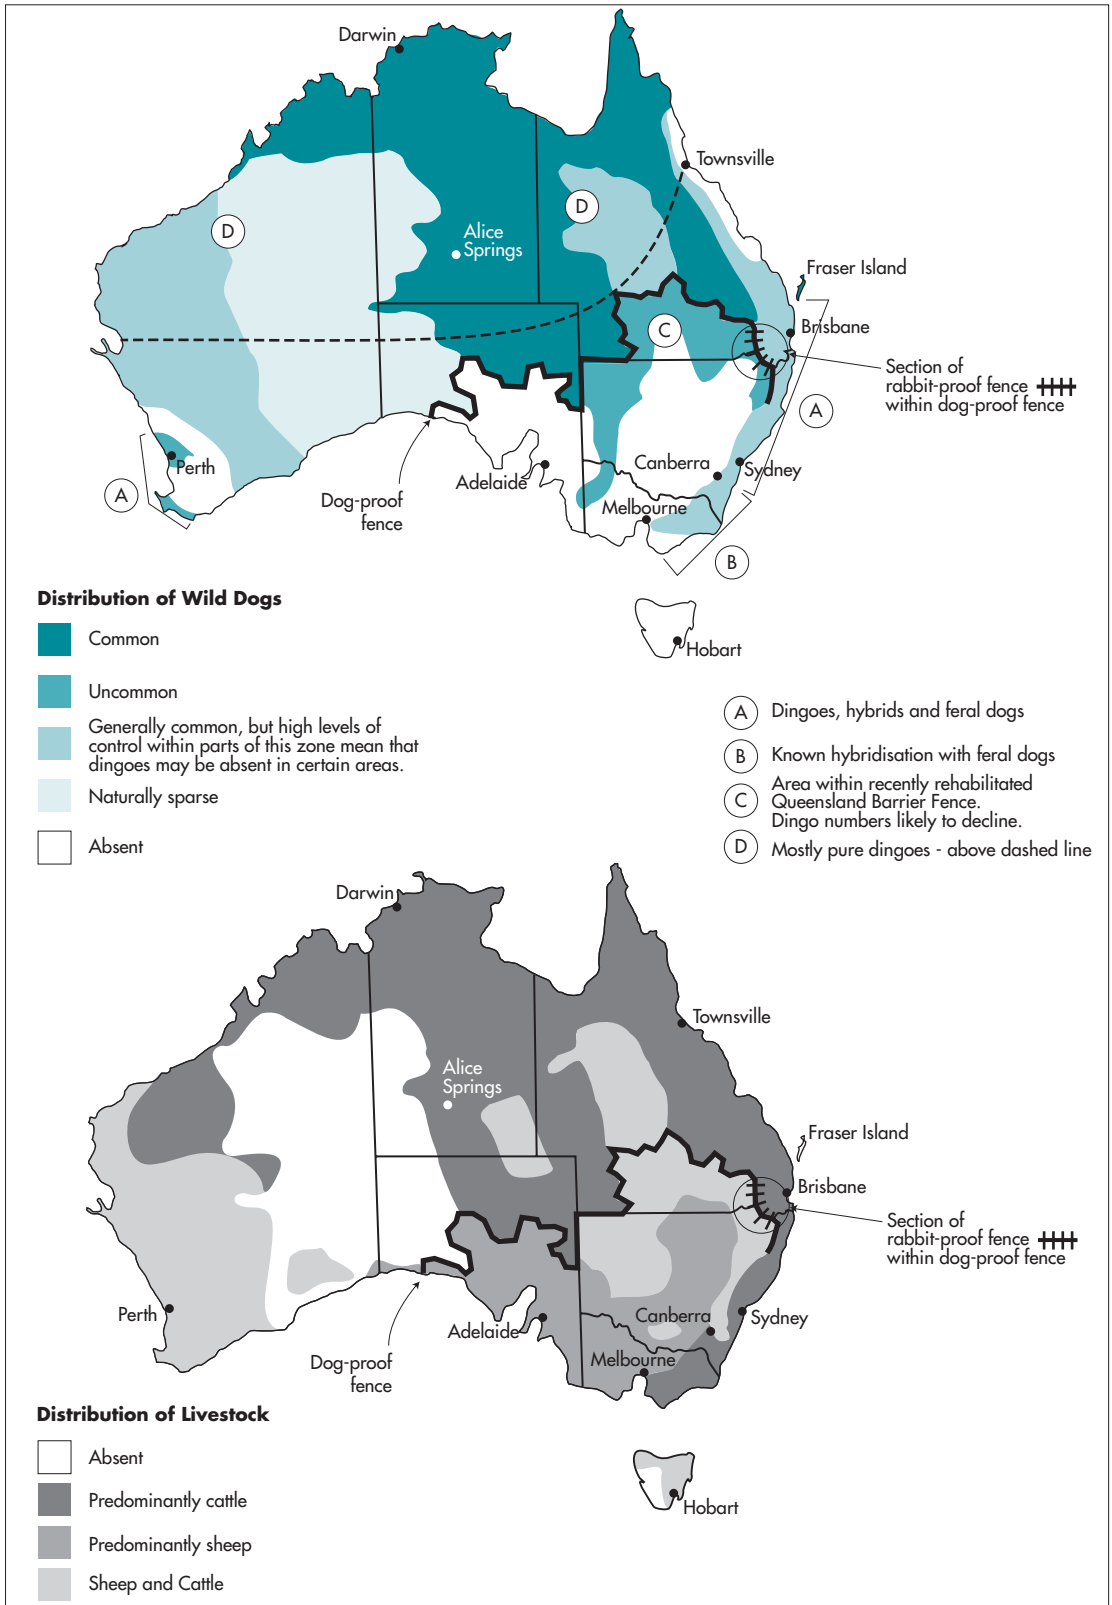 Darwin
Townsville
D
D
Alice
Springs
Fraser Island
C
Brisbane
Section of
rabbit-proof fence
within dog-proof fence
A
Perth
Canberra
Sydney
Adelaide
A
Dog-proof
fence
Melbourne
B
Distribution of Wild Dogs
Common
Uncommon
Generally common, but high levels of
control within parts of this zone mean that
dingoes may be absent in certain areas.
Naturally sparse
Absent
Hobart
A Dingoes, hybrids and feral dogs
B Known hybridisation with feral dogs
C Area within recently rehabilitated
Queensland Barrier Fence.
Dingo numbers likely to decline.
D Mostly pure dingoes - above dashed line
Darwin
Townsville
Alice
Springs
Fraser Island
Brisbane
Section of
rabbit-proof fence
within dog-proof fence
Perth
Canberra
Sydney
Adelaide
Dog-proof
fence
Melbourne
Distribution of Livestock
Absent
Predominantly cattle
Predominantly sheep
Sheep and Cattle
Hobart